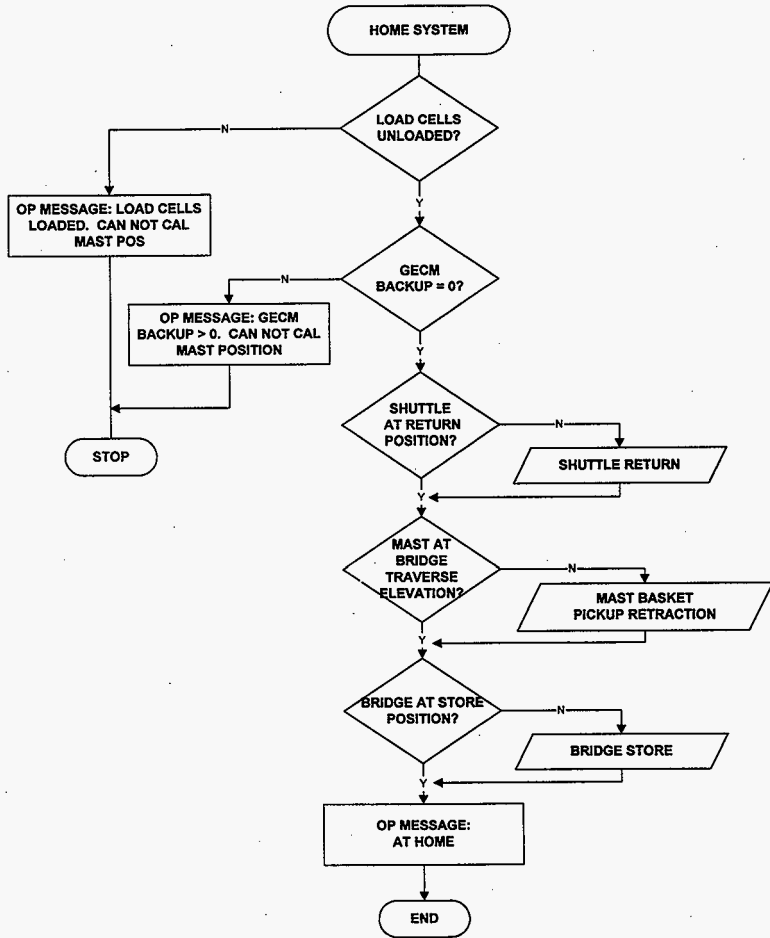 HOME SYSTEM
LOAD CELLS
UNLOADED?
N
Y
OP MESSAGE: LOAD CELLS
LOADED. CAN NOT CAL
MAST POS
GECM
BACKUP = 0?
N
Y
OP MESSAGE: GECM
BACKUP > 0. CAN NOT CAL
MAST POSITION
STOP
SHUTTLE
AT RETURN
POSITION?
N
SHUTTLE RETURN
Y
MAST AT
BRIDGE
TRAVERSE
ELEVATION?
N
MAST BASKET
PICKUP RETRACTION
Y
BRIDGE AT STORE
POSITION?
N
BRIDGE STORE
Y
OP MESSAGE:
AT HOME
END